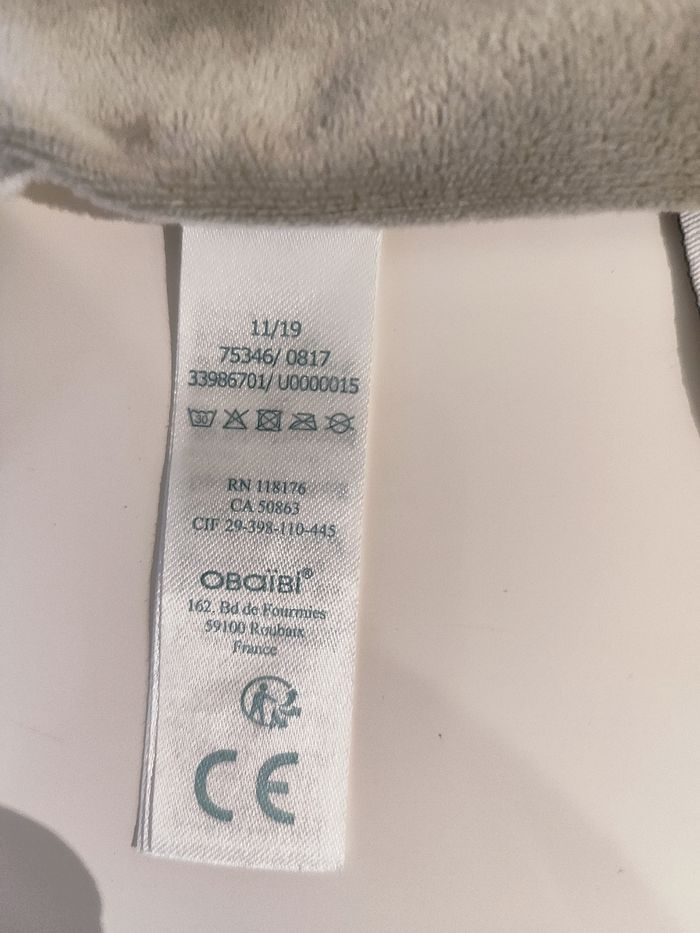 11/19
75346/ 0817
33986701/ U0000015
30
RN 118176
CA 50863
CIF 29-398-110-445
OBaïBi®
162, Bd de Fourmies
59100 Roubaix
France
CE